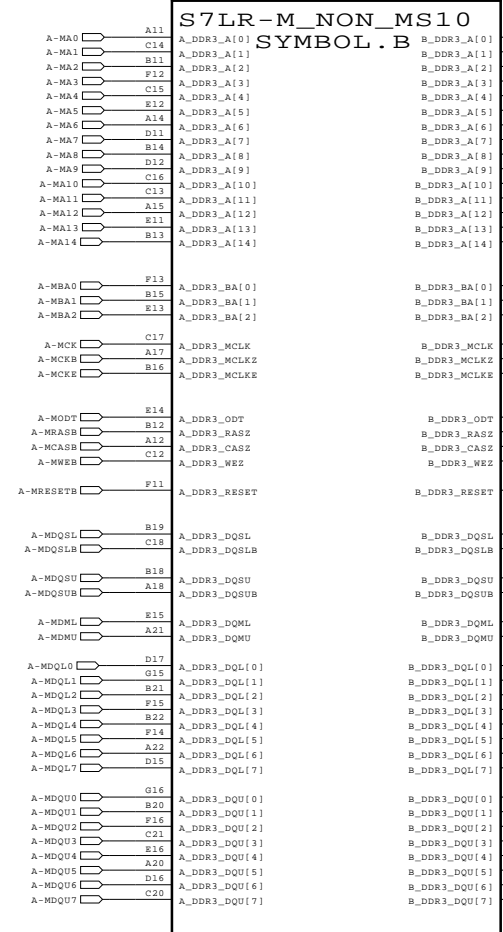 S7LR-M_NON_MS10
SYMBOL.B
A-MA0 A11 A_DDR3_A[0] B_DDR3_A[0]
A-MA1 C14 A_DDR3_A[1] B_DDR3_A[1]
A-MA2 B11 A_DDR3_A[2] B_DDR3_A[2]
A-MA3 F12 A_DDR3_A[3] B_DDR3_A[3]
A-MA4 C15 A_DDR3_A[4] B_DDR3_A[4]
A-MA5 E12 A_DDR3_A[5] B_DDR3_A[5]
A-MA6 A14 A_DDR3_A[6] B_DDR3_A[6]
A-MA7 D11 A_DDR3_A[7] B_DDR3_A[7]
A-MA8 B14 A_DDR3_A[8] B_DDR3_A[8]
A-MA9 D12 A_DDR3_A[9] B_DDR3_A[9]
A-MA10 C16 A_DDR3_A[10] B_DDR3_A[10]
A-MA11 C13 A_DDR3_A[11] B_DDR3_A[11]
A-MA12 A15 A_DDR3_A[12] B_DDR3_A[12]
A-MA13 E11 A_DDR3_A[13] B_DDR3_A[13]
A-MA14 B13 A_DDR3_A[14] B_DDR3_A[14]
A-MBA0 F13 A_DDR3_BA[0] B_DDR3_BA[0]
A-MBA1 B15 A_DDR3_BA[1] B_DDR3_BA[1]
A-MBA2 E13 A_DDR3_BA[2] B_DDR3_BA[2]
A-MCK C17 A_DDR3_MCLK B_DDR3_MCLK
A-MCKB A17 A_DDR3_MCLKZ B_DDR3_MCLKZ
A-MCKE B16 A_DDR3_MCLKE B_DDR3_MCLKE
A-MODT E14 A_DDR3_ODT B_DDR3_ODT
A-MRASB B12 A_DDR3_RASZ B_DDR3_RASZ
A-MCASB A12 A_DDR3_CASZ B_DDR3_CASZ
A-MWEB C12 A_DDR3_WEZ B_DDR3_WEZ
A-MRESETB F11 A_DDR3_RESET B_DDR3_RESET
A-MDQSL B19 A_DDR3_DQSL B_DDR3_DQSL
A-MDQSLB C18 A_DDR3_DQSLB B_DDR3_DQSLB
A-MDQSU B18 A_DDR3_DQSU B_DDR3_DQSU
A-MDQSUB A18 A_DDR3_DQSUB B_DDR3_DQSUB
A-MDML E15 A_DDR3_DQML B_DDR3_DQML
A-MDMU A21 A_DDR3_DQMU B_DDR3_DQMU
A-MDQL0 D17 A_DDR3_DQL[0] B_DDR3_DQL[0]
A-MDQL1 G15 A_DDR3_DQL[1] B_DDR3_DQL[1]
A-MDQL2 B21 A_DDR3_DQL[2] B_DDR3_DQL[2]
A-MDQL3 F15 A_DDR3_DQL[3] B_DDR3_DQL[3]
A-MDQL4 B22 A_DDR3_DQL[4] B_DDR3_DQL[4]
A-MDQL5 F14 A_DDR3_DQL[5] B_DDR3_DQL[5]
A-MDQL6 A22 A_DDR3_DQL[6] B_DDR3_DQL[6]
A-MDQL7 D15 A_DDR3_DQL[7] B_DDR3_DQL[7]
A-MDQU0 G16 A_DDR3_DQU[0] B_DDR3_DQU[0]
A-MDQU1 B20 A_DDR3_DQU[1] B_DDR3_DQU[1]
A-MDQU2 F16 A_DDR3_DQU[2] B_DDR3_DQU[2]
A-MDQU3 C21 A_DDR3_DQU[3] B_DDR3_DQU[3]
A-MDQU4 E16 A_DDR3_DQU[4] B_DDR3_DQU[4]
A-MDQU5 A20 A_DDR3_DQU[5] B_DDR3_DQU[5]
A-MDQU6 D16 A_DDR3_DQU[6] B_DDR3_DQU[6]
A-MDQU7 C20 A_DDR3_DQU[7] B_DDR3_DQU[7]